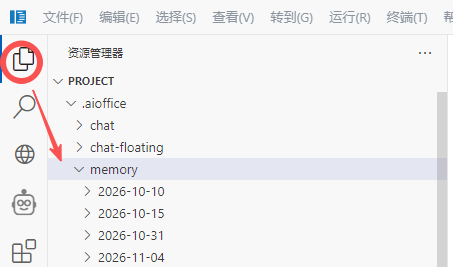 文件(F) 编辑(E) 选择(S) 查看(V) 转到(G) 运行(R) 终端(T)
资源管理器
PROJECT
.aioffice
chat
chat-floating
memory
2026-10-10
2026-10-15
2026-10-31
2026-11-04